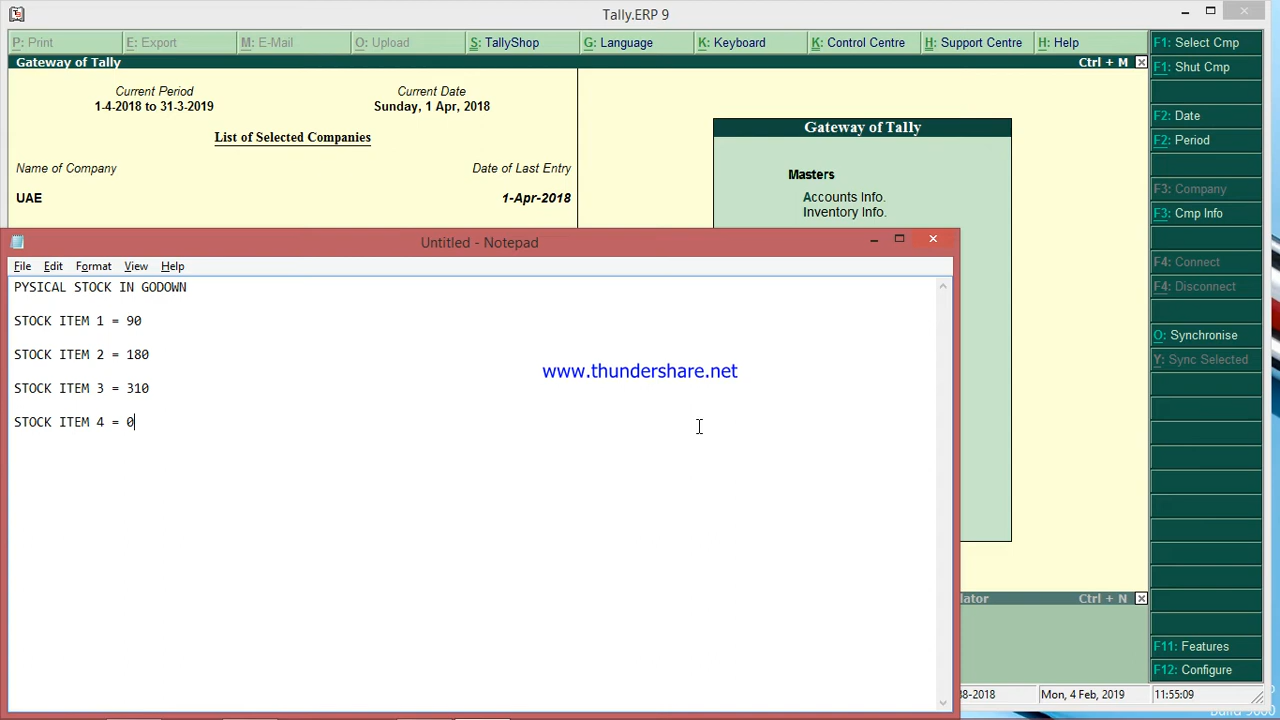 Tally.ERP 9
P: Print
E: Export
M: E-Mail
O: Upload
S: TallyShop
G: Language
K: Keyboard
K: Control Centre
H: Support Centre
H: Help
Gateway of Tally
Ctrl + M
Current Period
1-4-2018 to 31-3-2019
Current Date
Sunday, 1 Apr, 2018
List of Selected Companies
Name of Company
Date of Last Entry
UAE
1-Apr-2018
Gateway of Tally
Masters
Accounts Info.
Inventory Info.
F1: Select Cmp
F1: Shut Cmp
F2: Date
F2: Period
F3: Company
F3: Cmp Info
F4: Connect
F4: Disconnect
O: Synchronise
Y: Sync Selected
F11: Features
F12: Configure
Untitled - Notepad
File Edit Format View Help
PYSICAL STOCK IN GODOWN
STOCK ITEM 1 = 90
STOCK ITEM 2 = 180
STOCK ITEM 3 = 310
STOCK ITEM 4 = 0
www.thundershare.net
Ctrl + N
Mon, 4 Feb, 2019
11:55:09